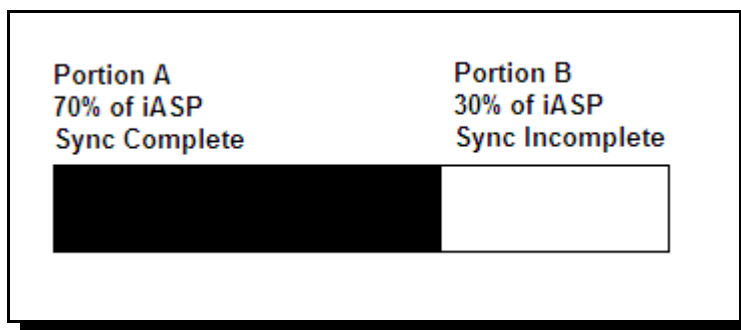 Portion A
70% of iASP
Sync Complete
Portion B
30% of iASP
Sync Incomplete